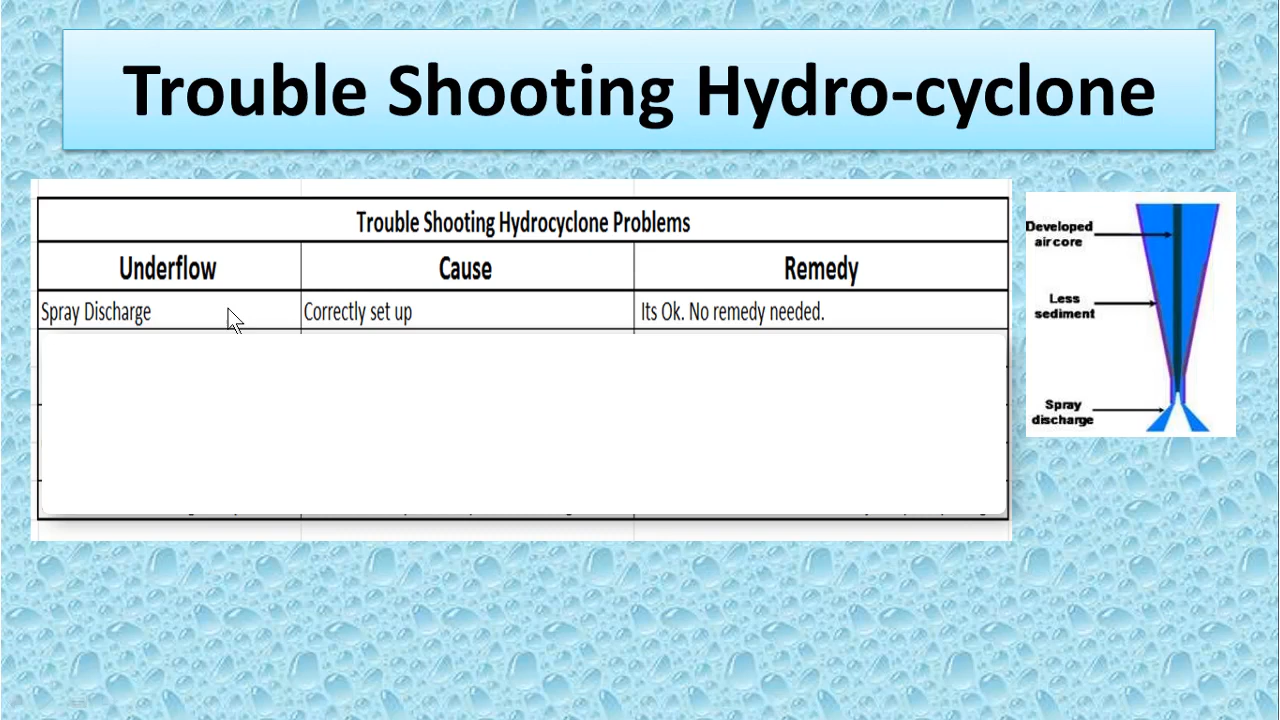 Trouble Shooting Hydro-cyclone
Trouble Shooting Hydrocyclone Problems
Underflow Cause Remedy
Spray Discharge Correctly set up Its Ok. No remedy needed.
Developed
air core
Less
sediment
Spray
discharge